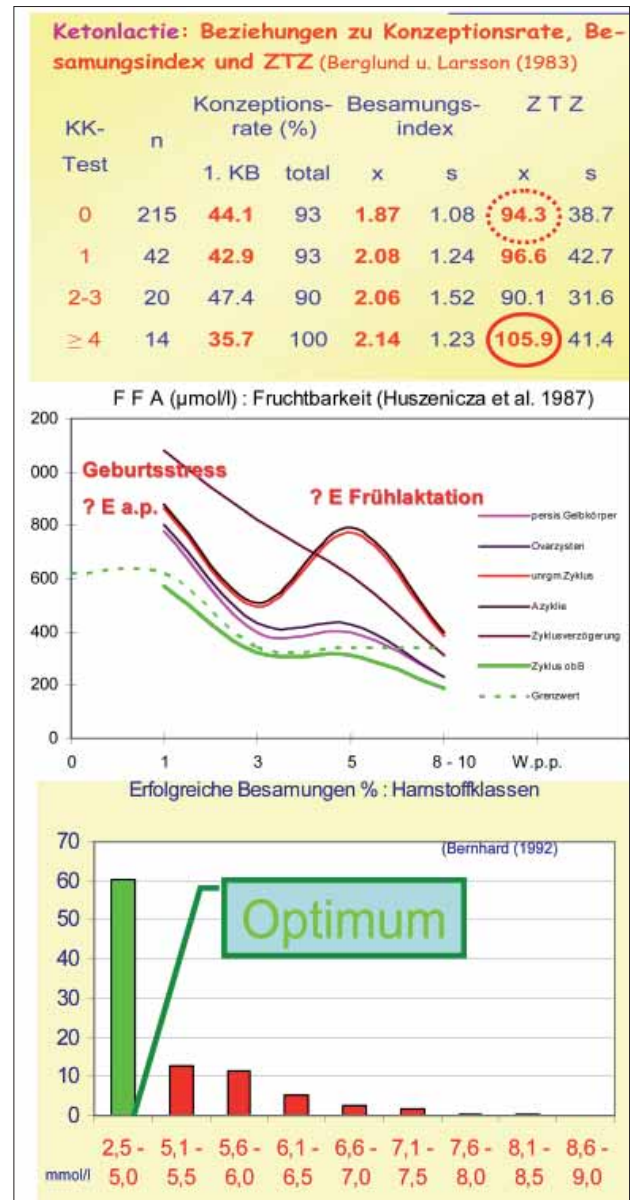 Ketonlactie: Beziehungen zu Konzeptionsrate, Be-
samungsindex und ZTZ (Berglund u. Larsson (1983)
KK-Test n Konzeptions-rate (%) Besamungs-index Z T Z
1. KB total x s x s
0 215 44.1 93 1.87 1.08 94.3 38.7
1 42 42.9 93 2.08 1.24 96.6 42.7
2-3 20 47.4 90 2.06 1.52 90.1 31.6
≥ 4 14 35.7 100 2.14 1.23 105.9 41.4
F F A (µmol/l) : Fruchtbarkeit (Huszenicza et al. 1987)
200
000
800
600
400
200
0
Geburtsstress
? E a.p.
? E Frühlaktation
persis.Gelbkörper
Ovarzysten
unrgm.Zyklus
Azyklie
Zyklusverzögerung
Zyklus obB
Grenzwert
0 1 3 5 8 - 10 W.p.p.
Erfolgreiche Besamungen % : Harnstoffklassen
(Bernhard (1992)
Optimum
70
60
50
40
30
20
10
0
2,5 - 5,1 - 5,6 - 6,1 - 6,6 - 7,1 - 7,6 - 8,1 - 8,6 -
mmol/l 5,0 5,5 6,0 6,5 7,0 7,5 8,0 8,5 9,0